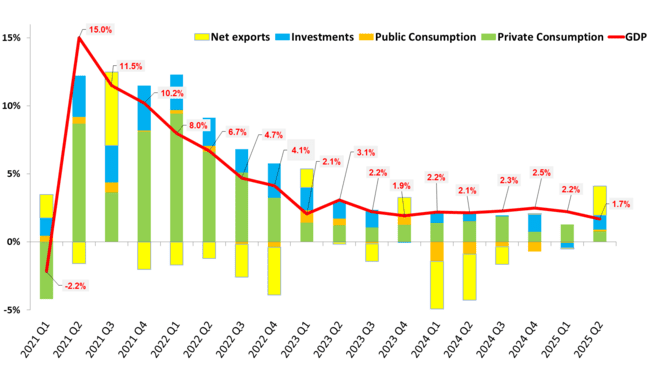 15%
10%
5%
0%
-5%
Net exports Investments Public Consumption Private Consumption GDP
-2.2%
15.0%
11.5%
10.2%
8.0%
6.7%
4.7%
4.1%
2.1%
3.1%
2.2%
1.9%
2.2%
2.1%
2.3%
2.5%
2.2%
1.7%
2021 Q1
2021 Q2
2021 Q3
2021 Q4
2022 Q1
2022 Q2
2022 Q3
2022 Q4
2023 Q1
2023 Q2
2023 Q3
2023 Q4
2024 Q1
2024 Q2
2024 Q3
2024 Q4
2025 Q1
2025 Q2